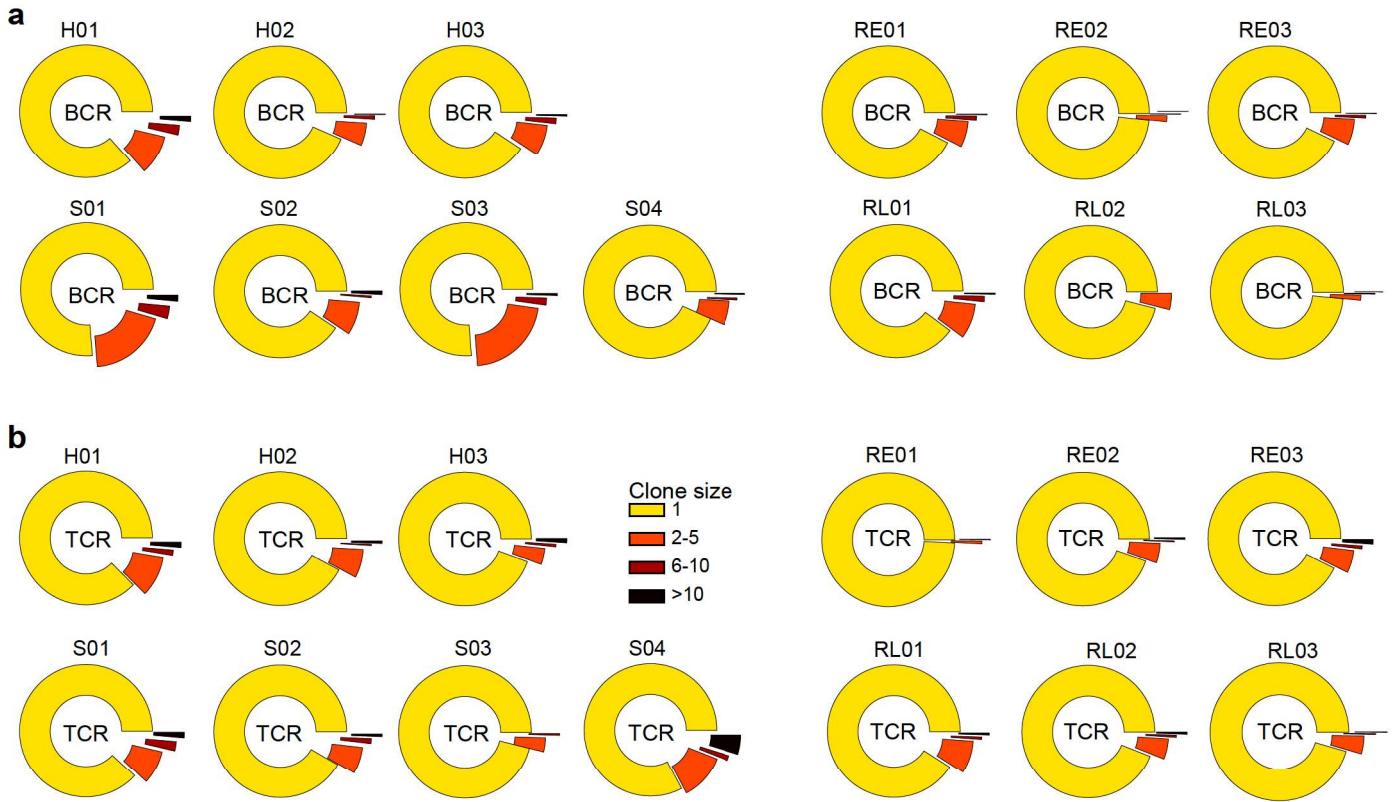 a
H01 H02 H03 RE01 RE02 RE03
BCR BCR BCR BCR BCR BCR
S01 S02 S03 S04 RL01 RL02 RL03
BCR BCR BCR BCR BCR BCR BCR
b
H01 H02 H03 RE01 RE02 RE03
TCR TCR TCR TCR TCR TCR
Clone size
1
2-5
6-10
>10
S01 S02 S03 S04 RL01 RL02 RL03
TCR TCR TCR TCR TCR TCR TCR